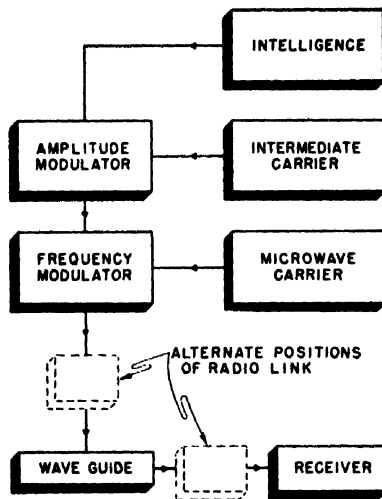 INTELLIGENCE
AMPLITUDE
MODULATOR
INTERMEDIATE
CARRIER
FREQUENCY
MODULATOR
MICROWAVE
CARRIER
ALTERNATE POSITIONS
OF RADIO LINK
WAVE GUIDE
RECEIVER